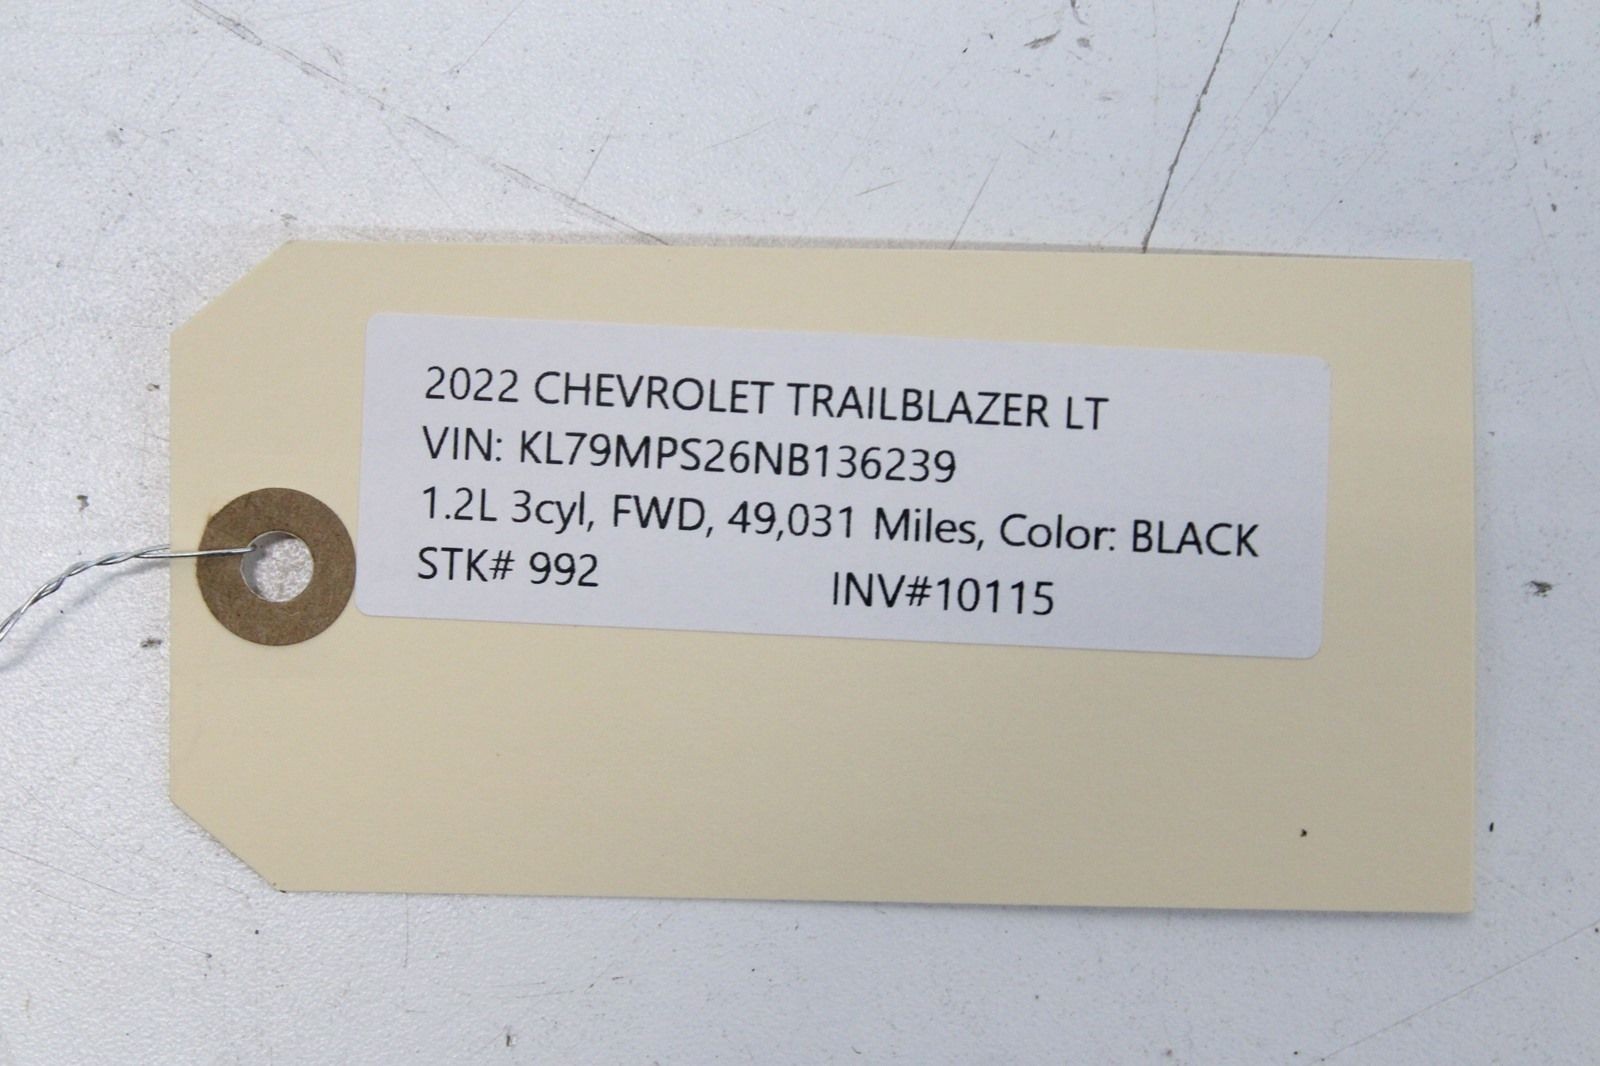 2022 CHEVROLET TRAILBLAZER LT
VIN: KL79MPS26NB136239
1.2L 3cyl, FWD, 49,031 Miles, Color: BLACK
STK# 992 INV#10115